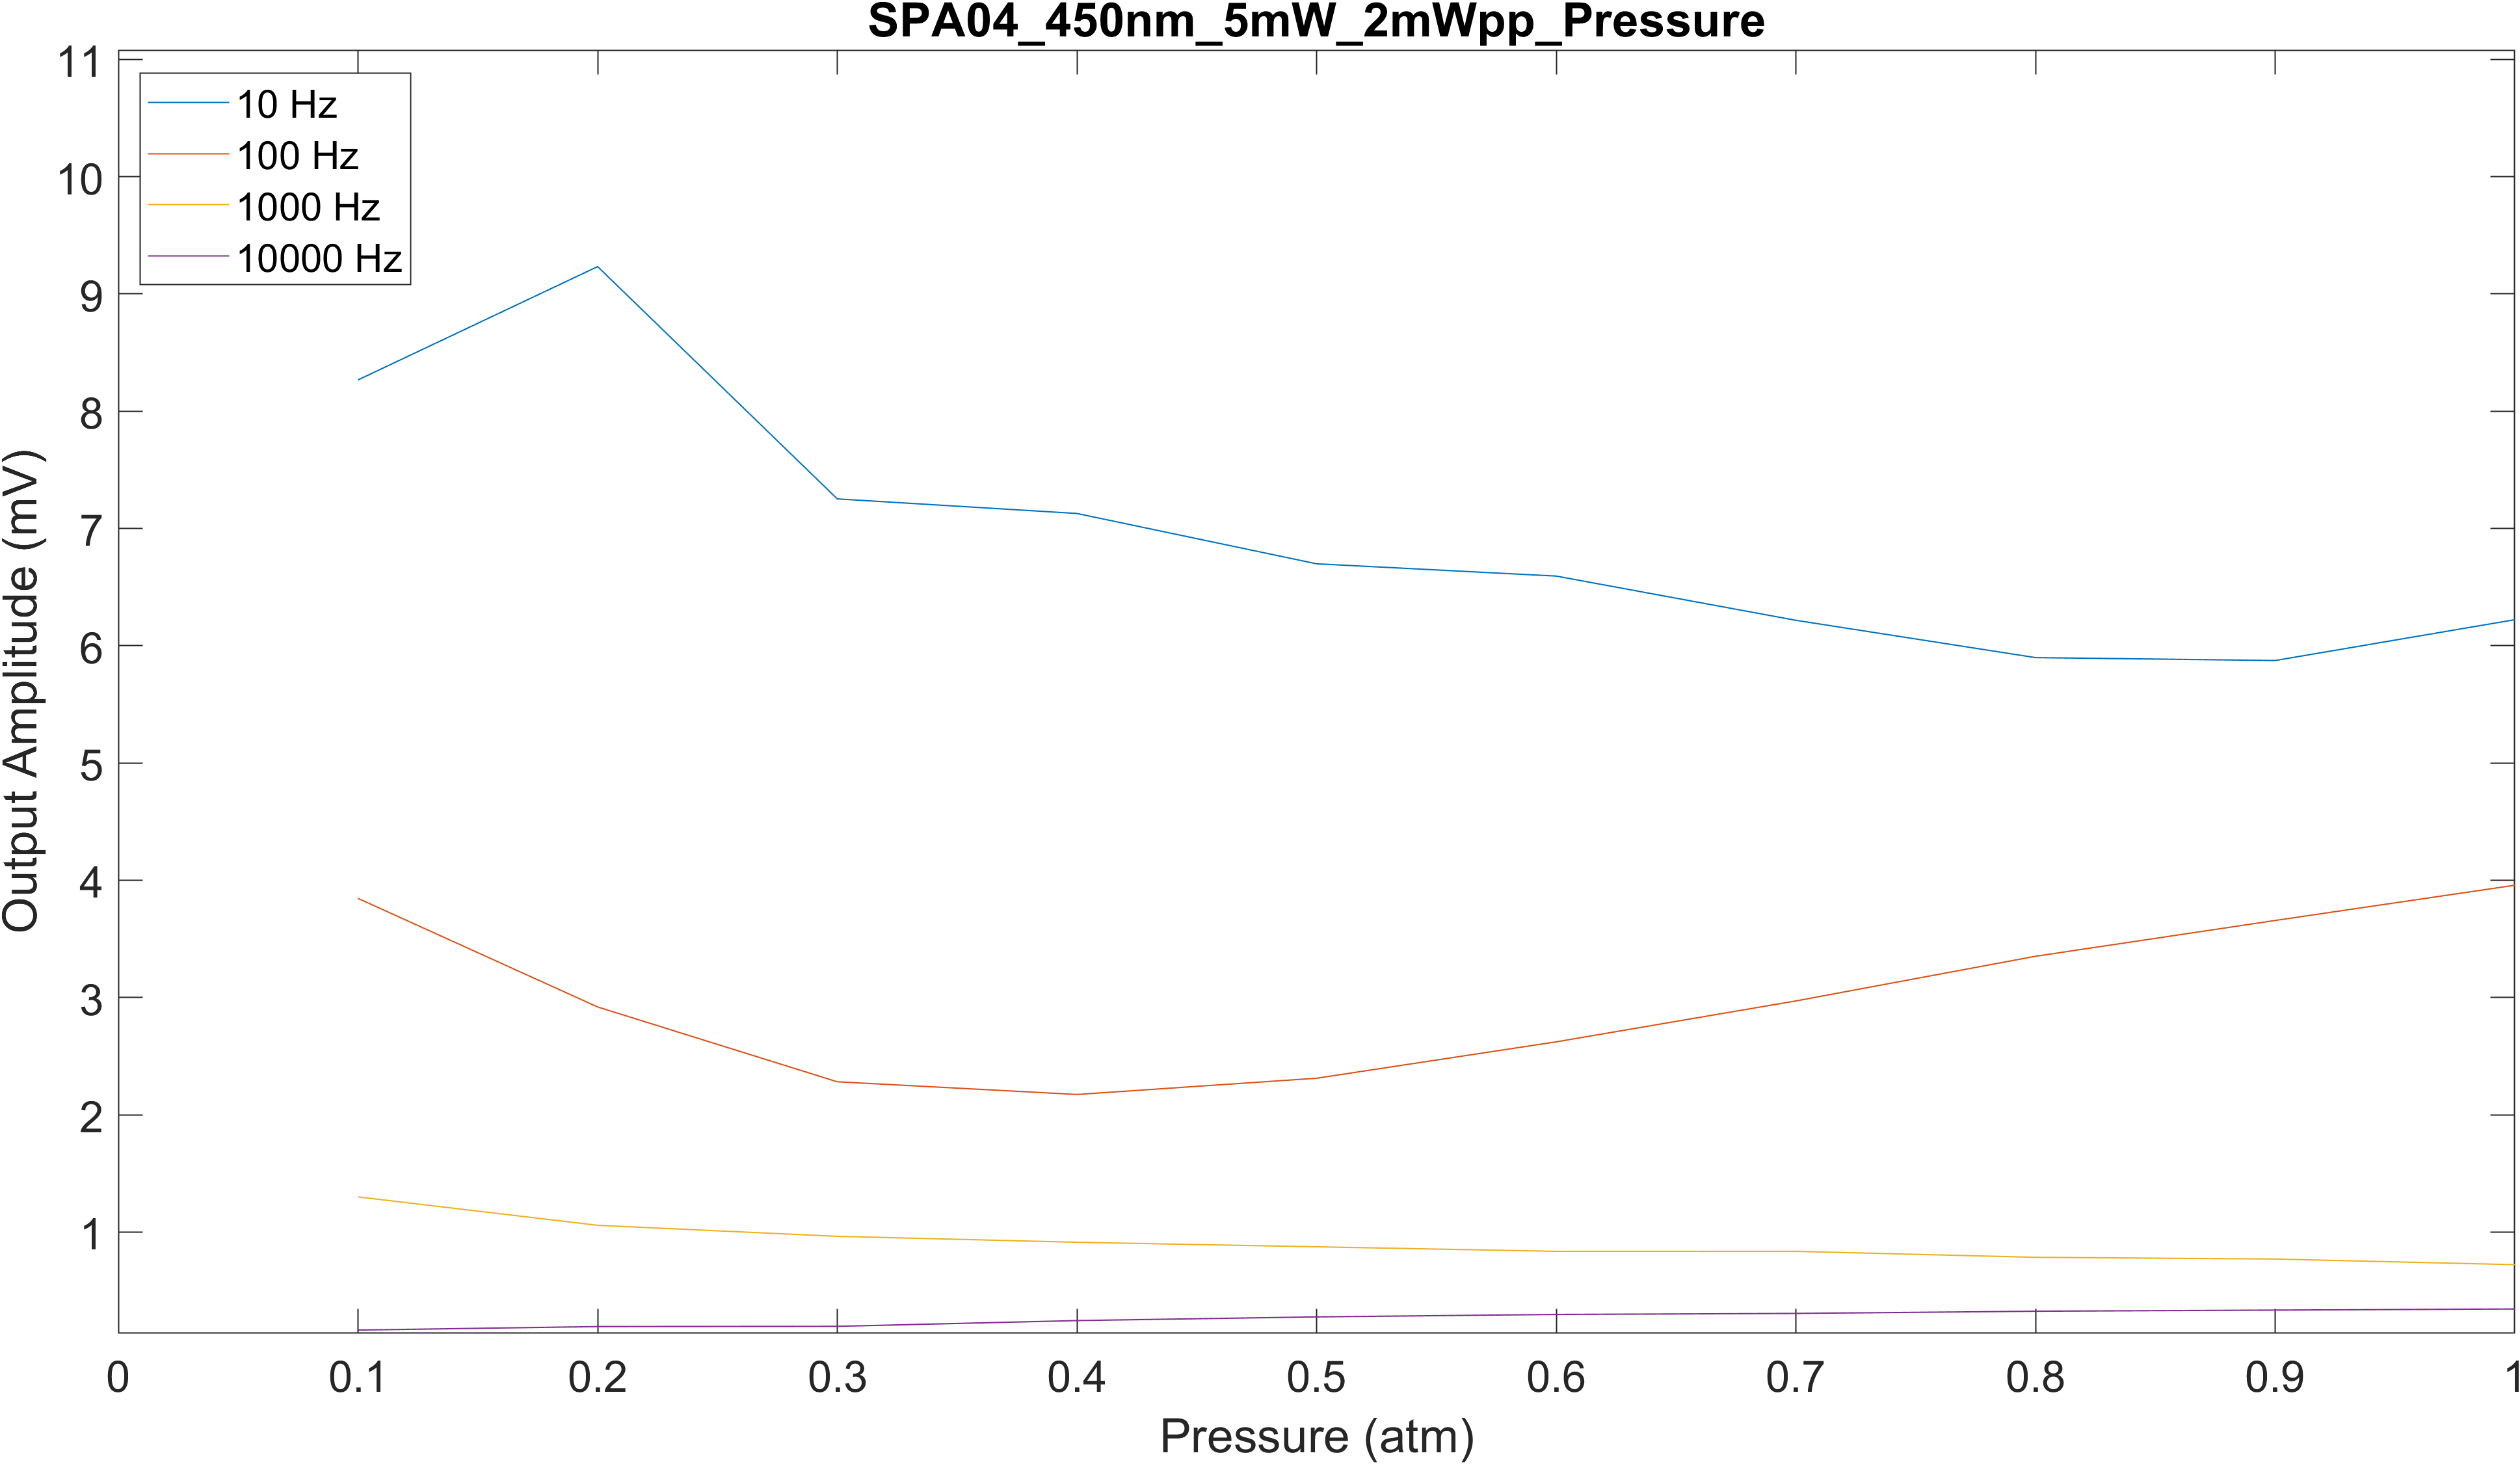 SPA04_450nm_5mW_2mWpp_Pressure
10 Hz
100 Hz
1000 Hz
10000 Hz
11
10
9
8
7
6
5
4
3
2
1
Output Amplitude (mV)
0 0.1 0.2 0.3 0.4 0.5 0.6 0.7 0.8 0.9 1
Pressure (atm)